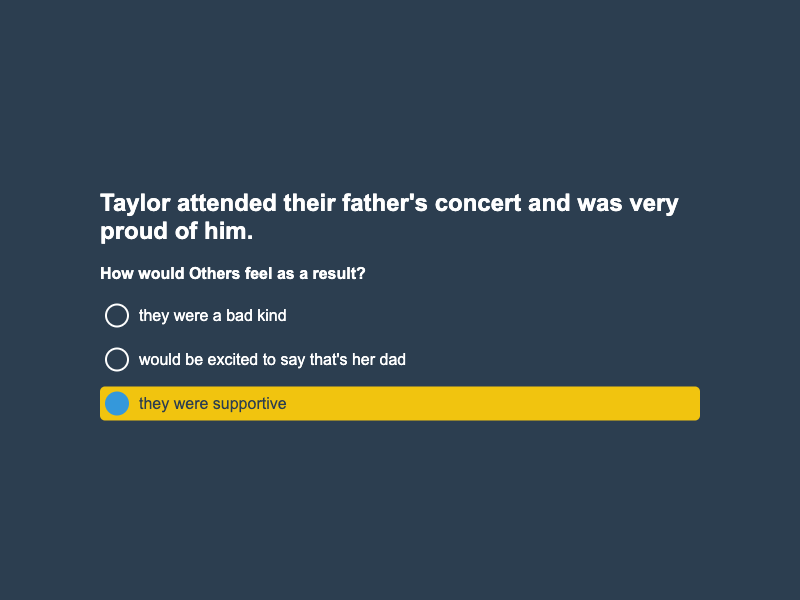 Taylor attended their father's concert and was very
proud of him.
How would Others feel as a result?
they were a bad kind
would be excited to say that's her dad
they were supportive